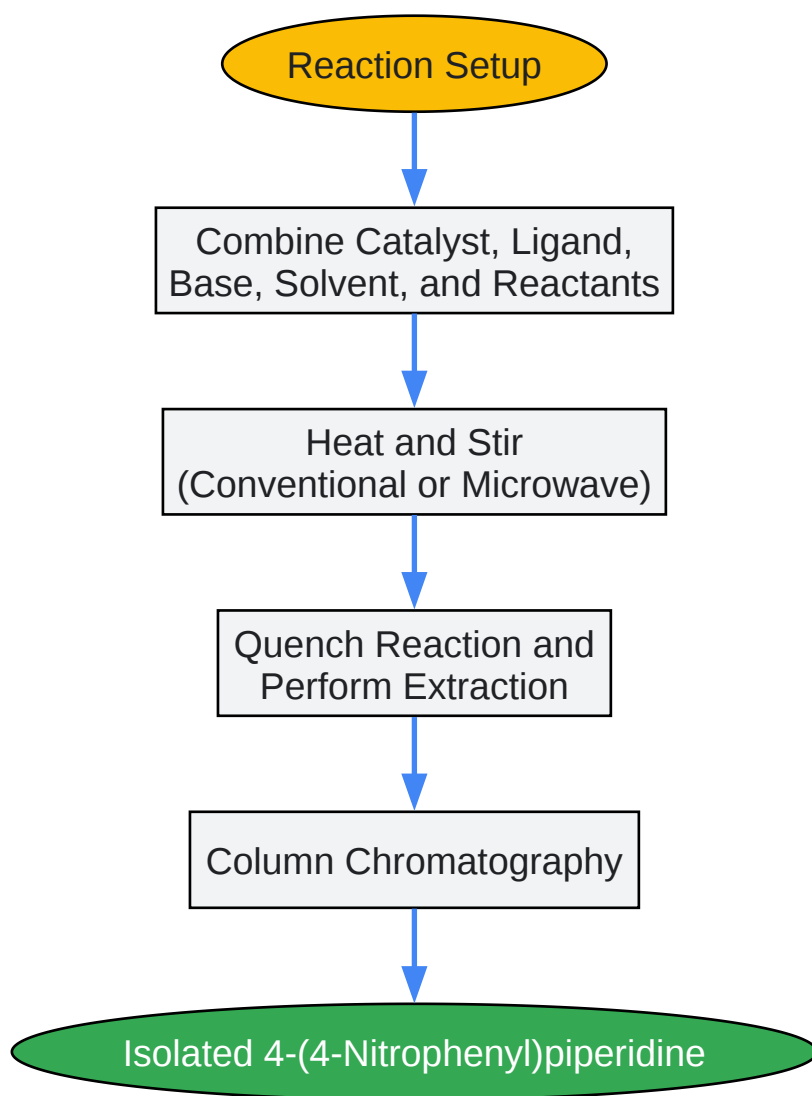 Reaction Setup
Combine Catalyst, Ligand,
Base, Solvent, and Reactants
Heat and Stir
(Conventional or Microwave)
Quench Reaction and
Perform Extraction
Column Chromatography
Isolated 4-(4-Nitrophenyl)piperidine